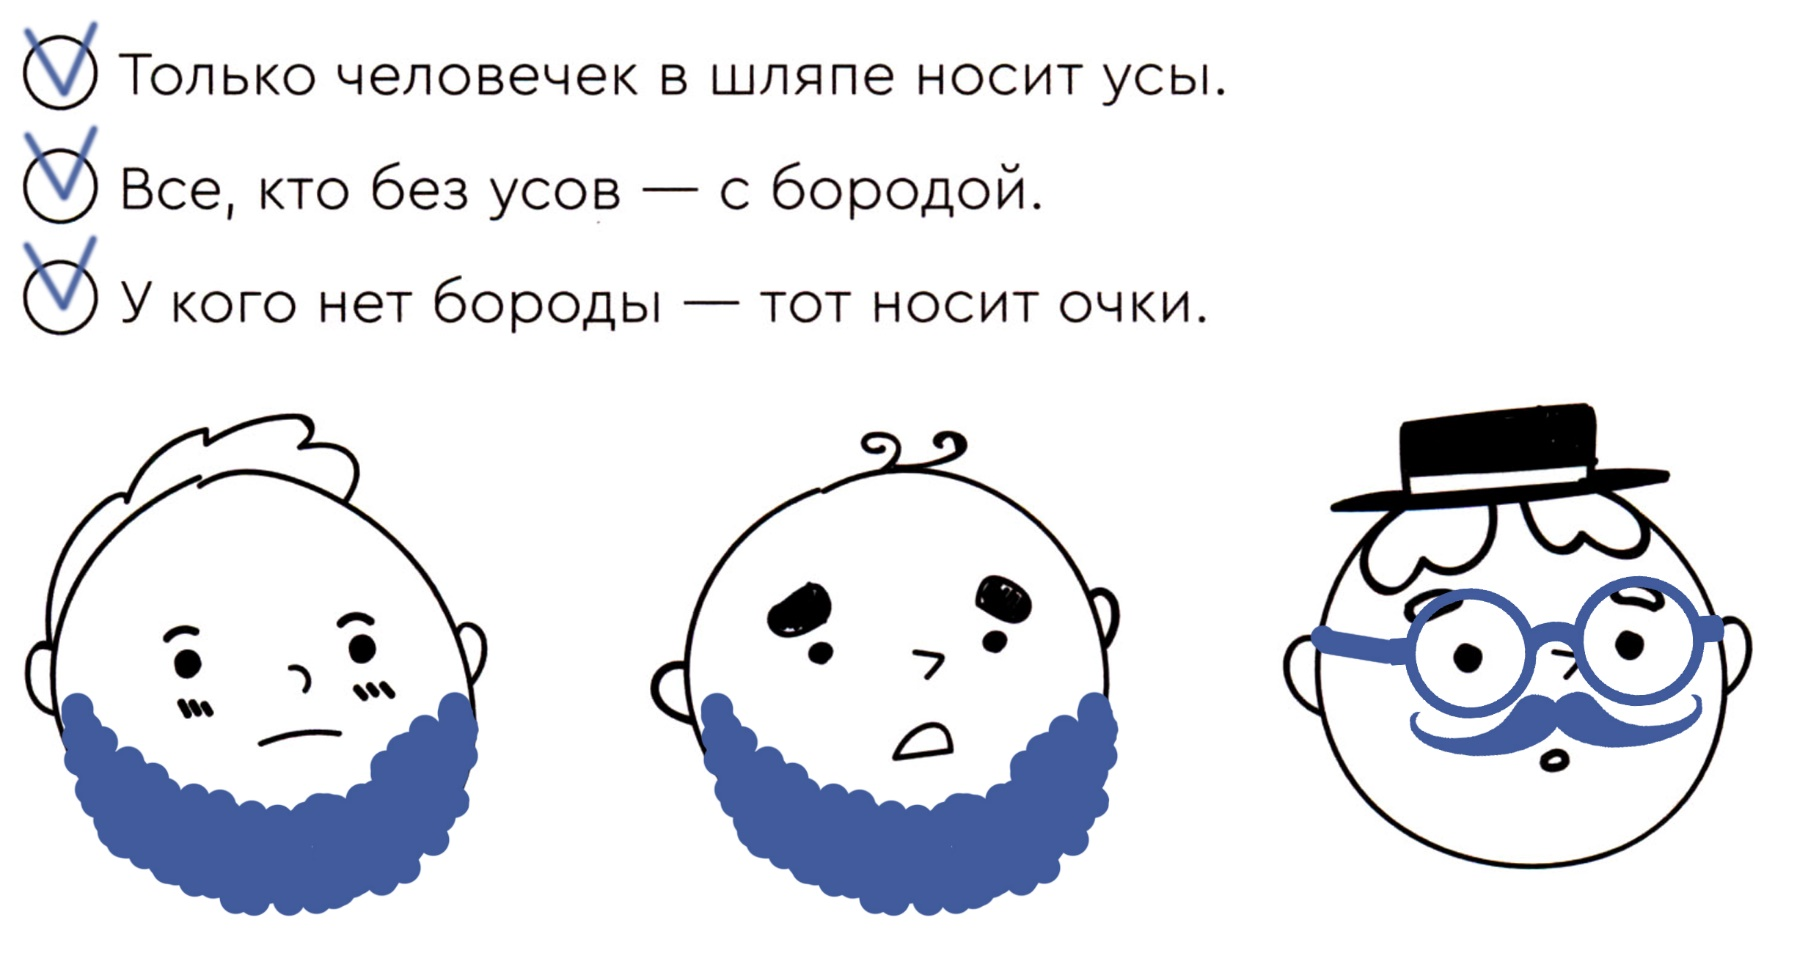 Только человечек в шляпе носит усы.
Все, кто без усов — с бородой.
У кого нет бороды — тот носит очки.